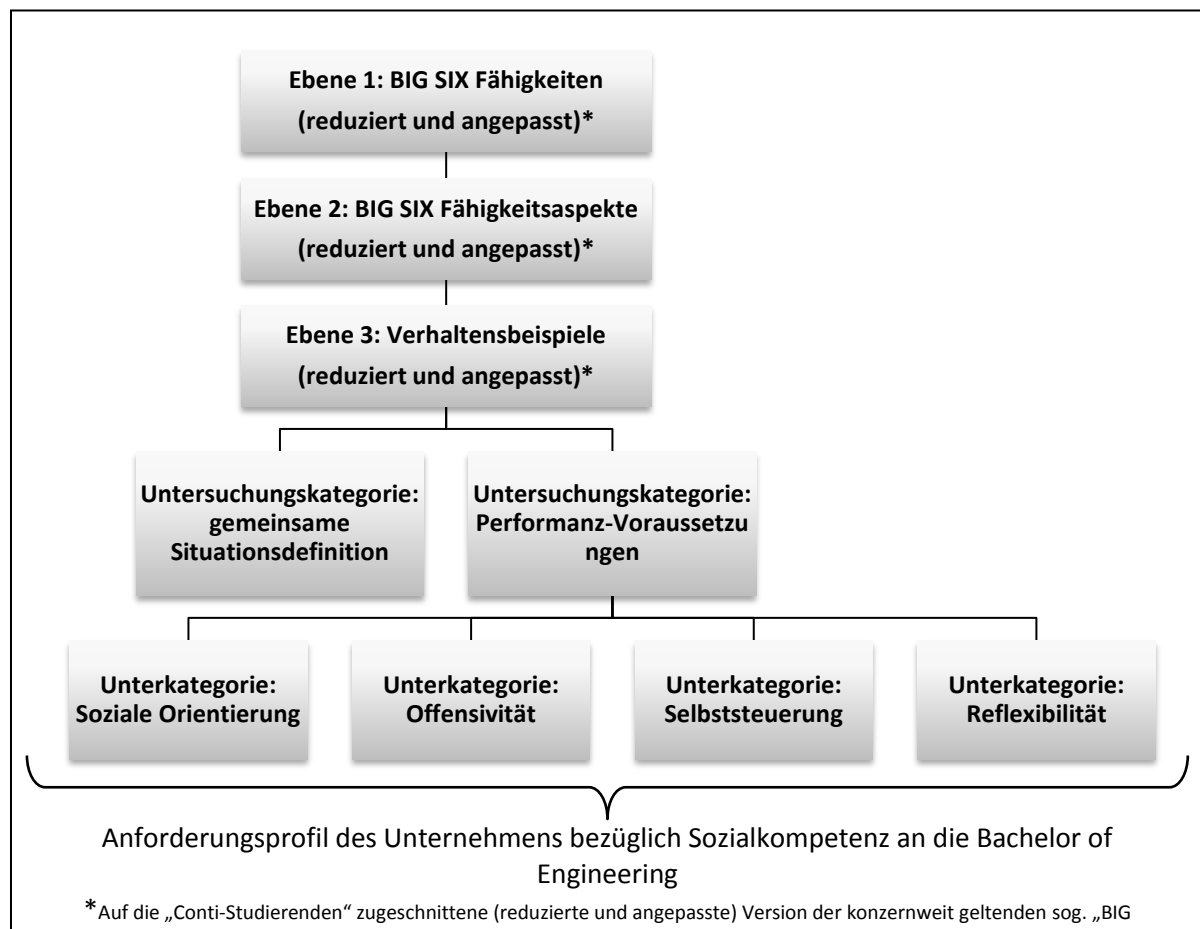 Ebene 1: BIG SIX Fähigkeiten
(reduziert und angepasst)*
Ebene 2: BIG SIX Fähigkeitsaspekte
(reduziert und angepasst)*
Ebene 3: Verhaltensbeispiele
(reduziert und angepasst)*
Untersuchungskategorie:
gemeinsame
Situationsdefinition
Untersuchungskategorie:
Performanz-Voraussetzu
ngen
Unterkategorie:
Soziale Orientierung
Unterkategorie:
Offensivität
Unterkategorie:
Selbststeuerung
Unterkategorie:
Reflexibilität
Anforderungsprofil des Unternehmens bezüglich Sozialkompetenz an die Bachelor of
Engineering
*Auf die „Conti-Studierenden“ zugeschnittene (reduzierte und angepasste) Version der konzernweit geltenden sog. „BIG